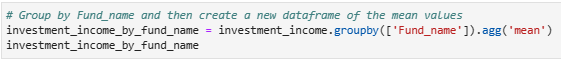 # Group by Fund_name and then create a new dataframe of the mean values
investment_income_by_fund_name = investment_income.groupby(['Fund_name']).agg('mean')
investment_income_by_fund_name